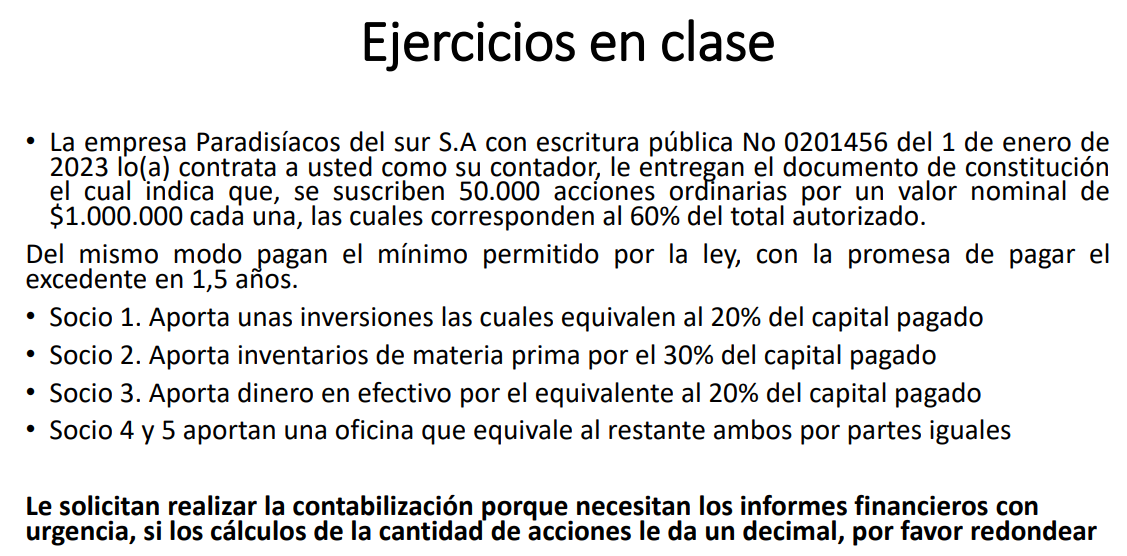 Ejercicios en clase
• La empresa Paradisíacos del sur S.A con escritura pública No 0201456 del 1 de enero de
2023 lo(a) contrata a usted como su contador, le entregan el documento de constitución
el cual indica que, se suscriben 50.000 acciones ordinarias por un valor nominal de
$1.000.000 cada una, las cuales corresponden al 60% del total autorizado.
Del mismo modo pagan el mínimo permitido por la ley, con la promesa de pagar el
excedente en 1,5 años.
• Socio 1. Aporta unas inversiones las cuales equivalen al 20% del capital pagado
• Socio 2. Aporta inventarios de materia prima por el 30% del capital pagado
• Socio 3. Aporta dinero en efectivo por el equivalente al 20% del capital pagado
• Socio 4 y 5 aportan una oficina que equivale al restante ambos por partes iguales
Le solicitan realizar la contabilización porque necesitan los informes financieros con
urgencia, si los cálculos de la cantidad de acciones le da un decimal, por favor redondear